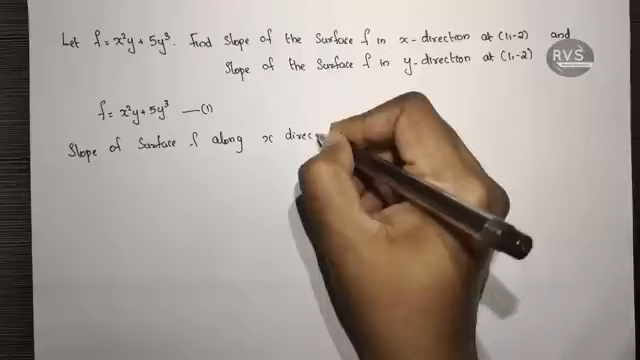 Let f = x²y + 5y³. Find Slope of the Surface f in x-direction at (1,-2) and
Slope of the Surface f in y-direction at (1,-2)
RVS
f = x²y + 5y³ —(1)
Slope of Surface f along x direc